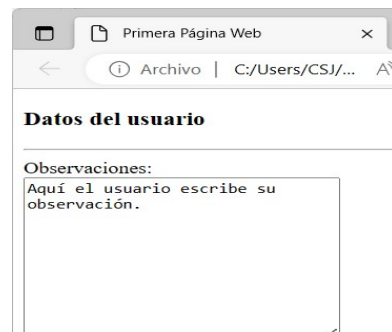 Primera Página Web
Archivo | C:/Users/CSJ/...
Datos del usuario
Observaciones:
Aquí el usuario escribe su
observación.